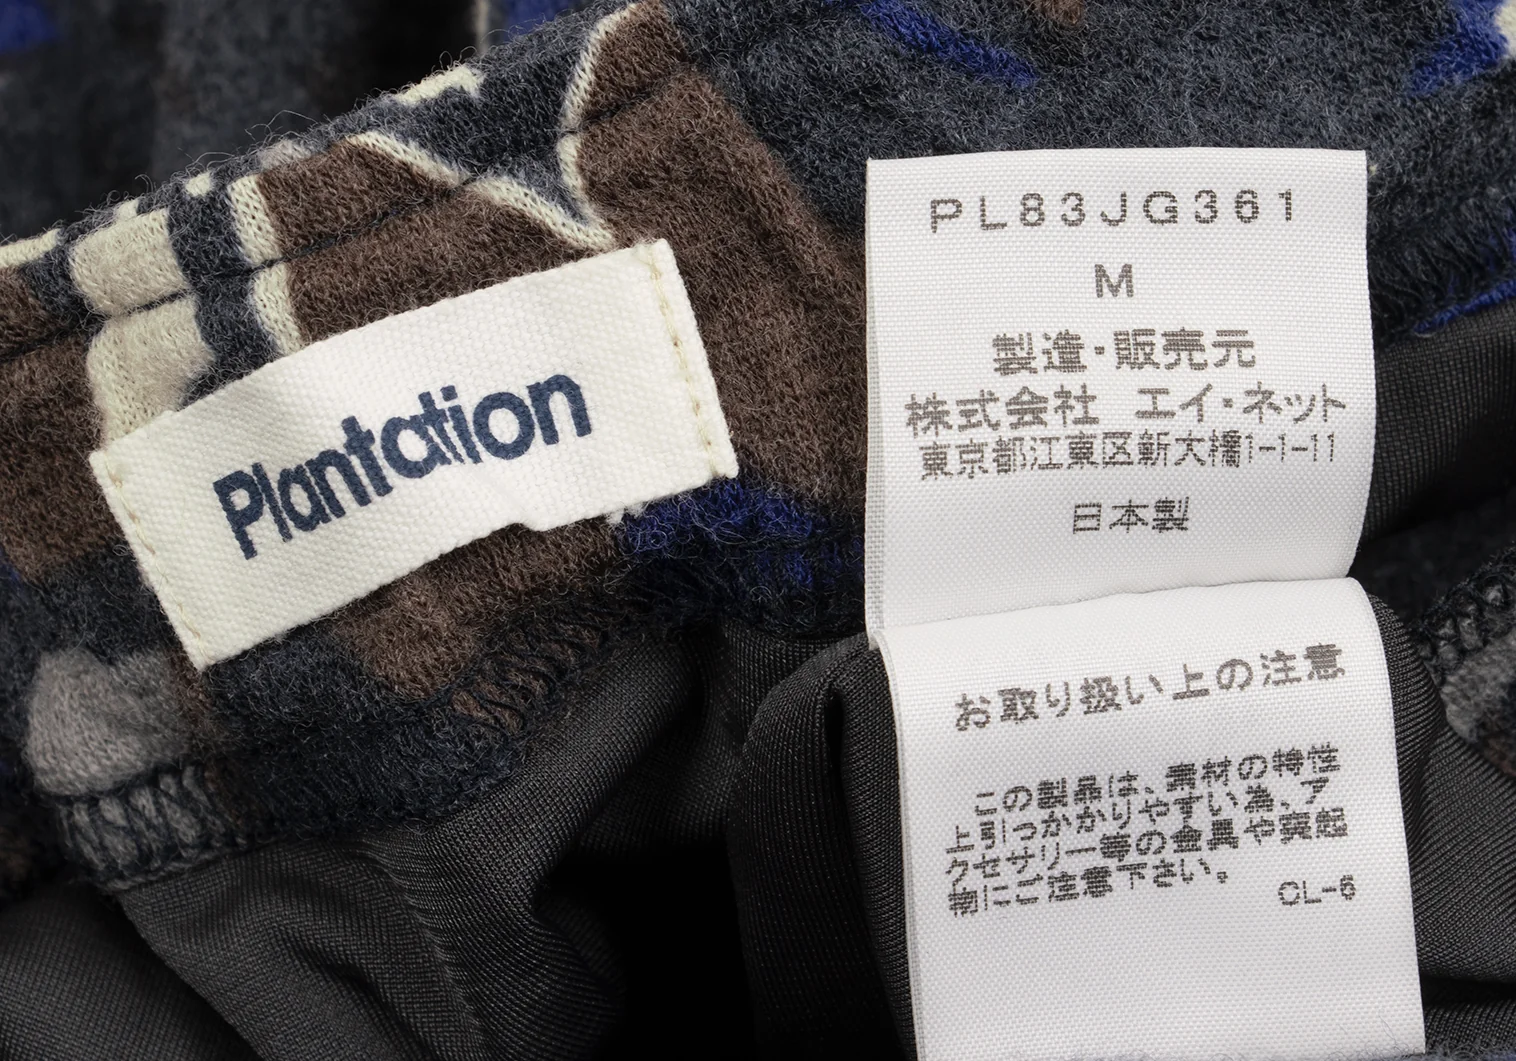 Plantation
PL83JG361
M
製造・販売元
株式会社 エイ・ネット
東京都江東区新大橋1-1-11
日本製
お取り扱い上の注意
この製品は、素材の特性
上引っかかりやすい為、ア
クセサリー等の金具や突起
物にご注意下さい。
CL-6